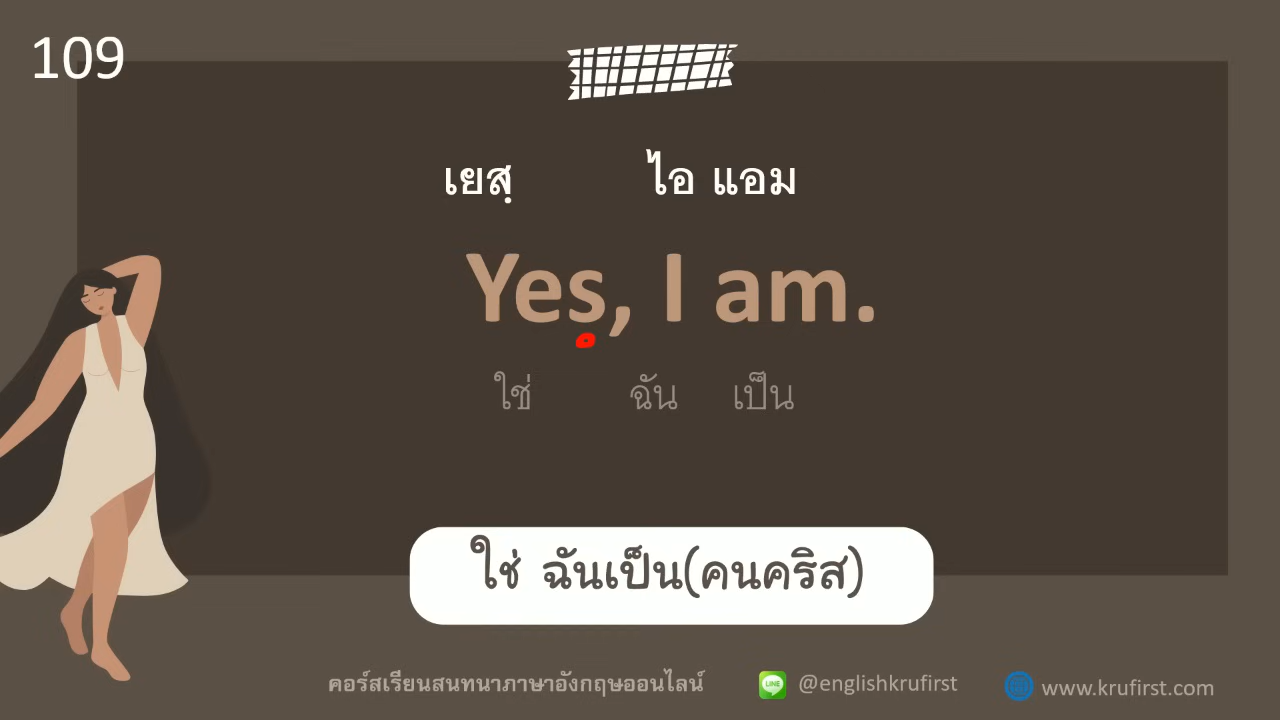 109
เยสฺ ไอ แอม
Yes, I am.
ใช่ ฉัน เป็น
ใช่ ฉันเป็น(คนคริส)
คอร์สเรียนสนทนาภาษาอังกฤษออนไลน์ LINE @englishkrufirst www.krufirst.com